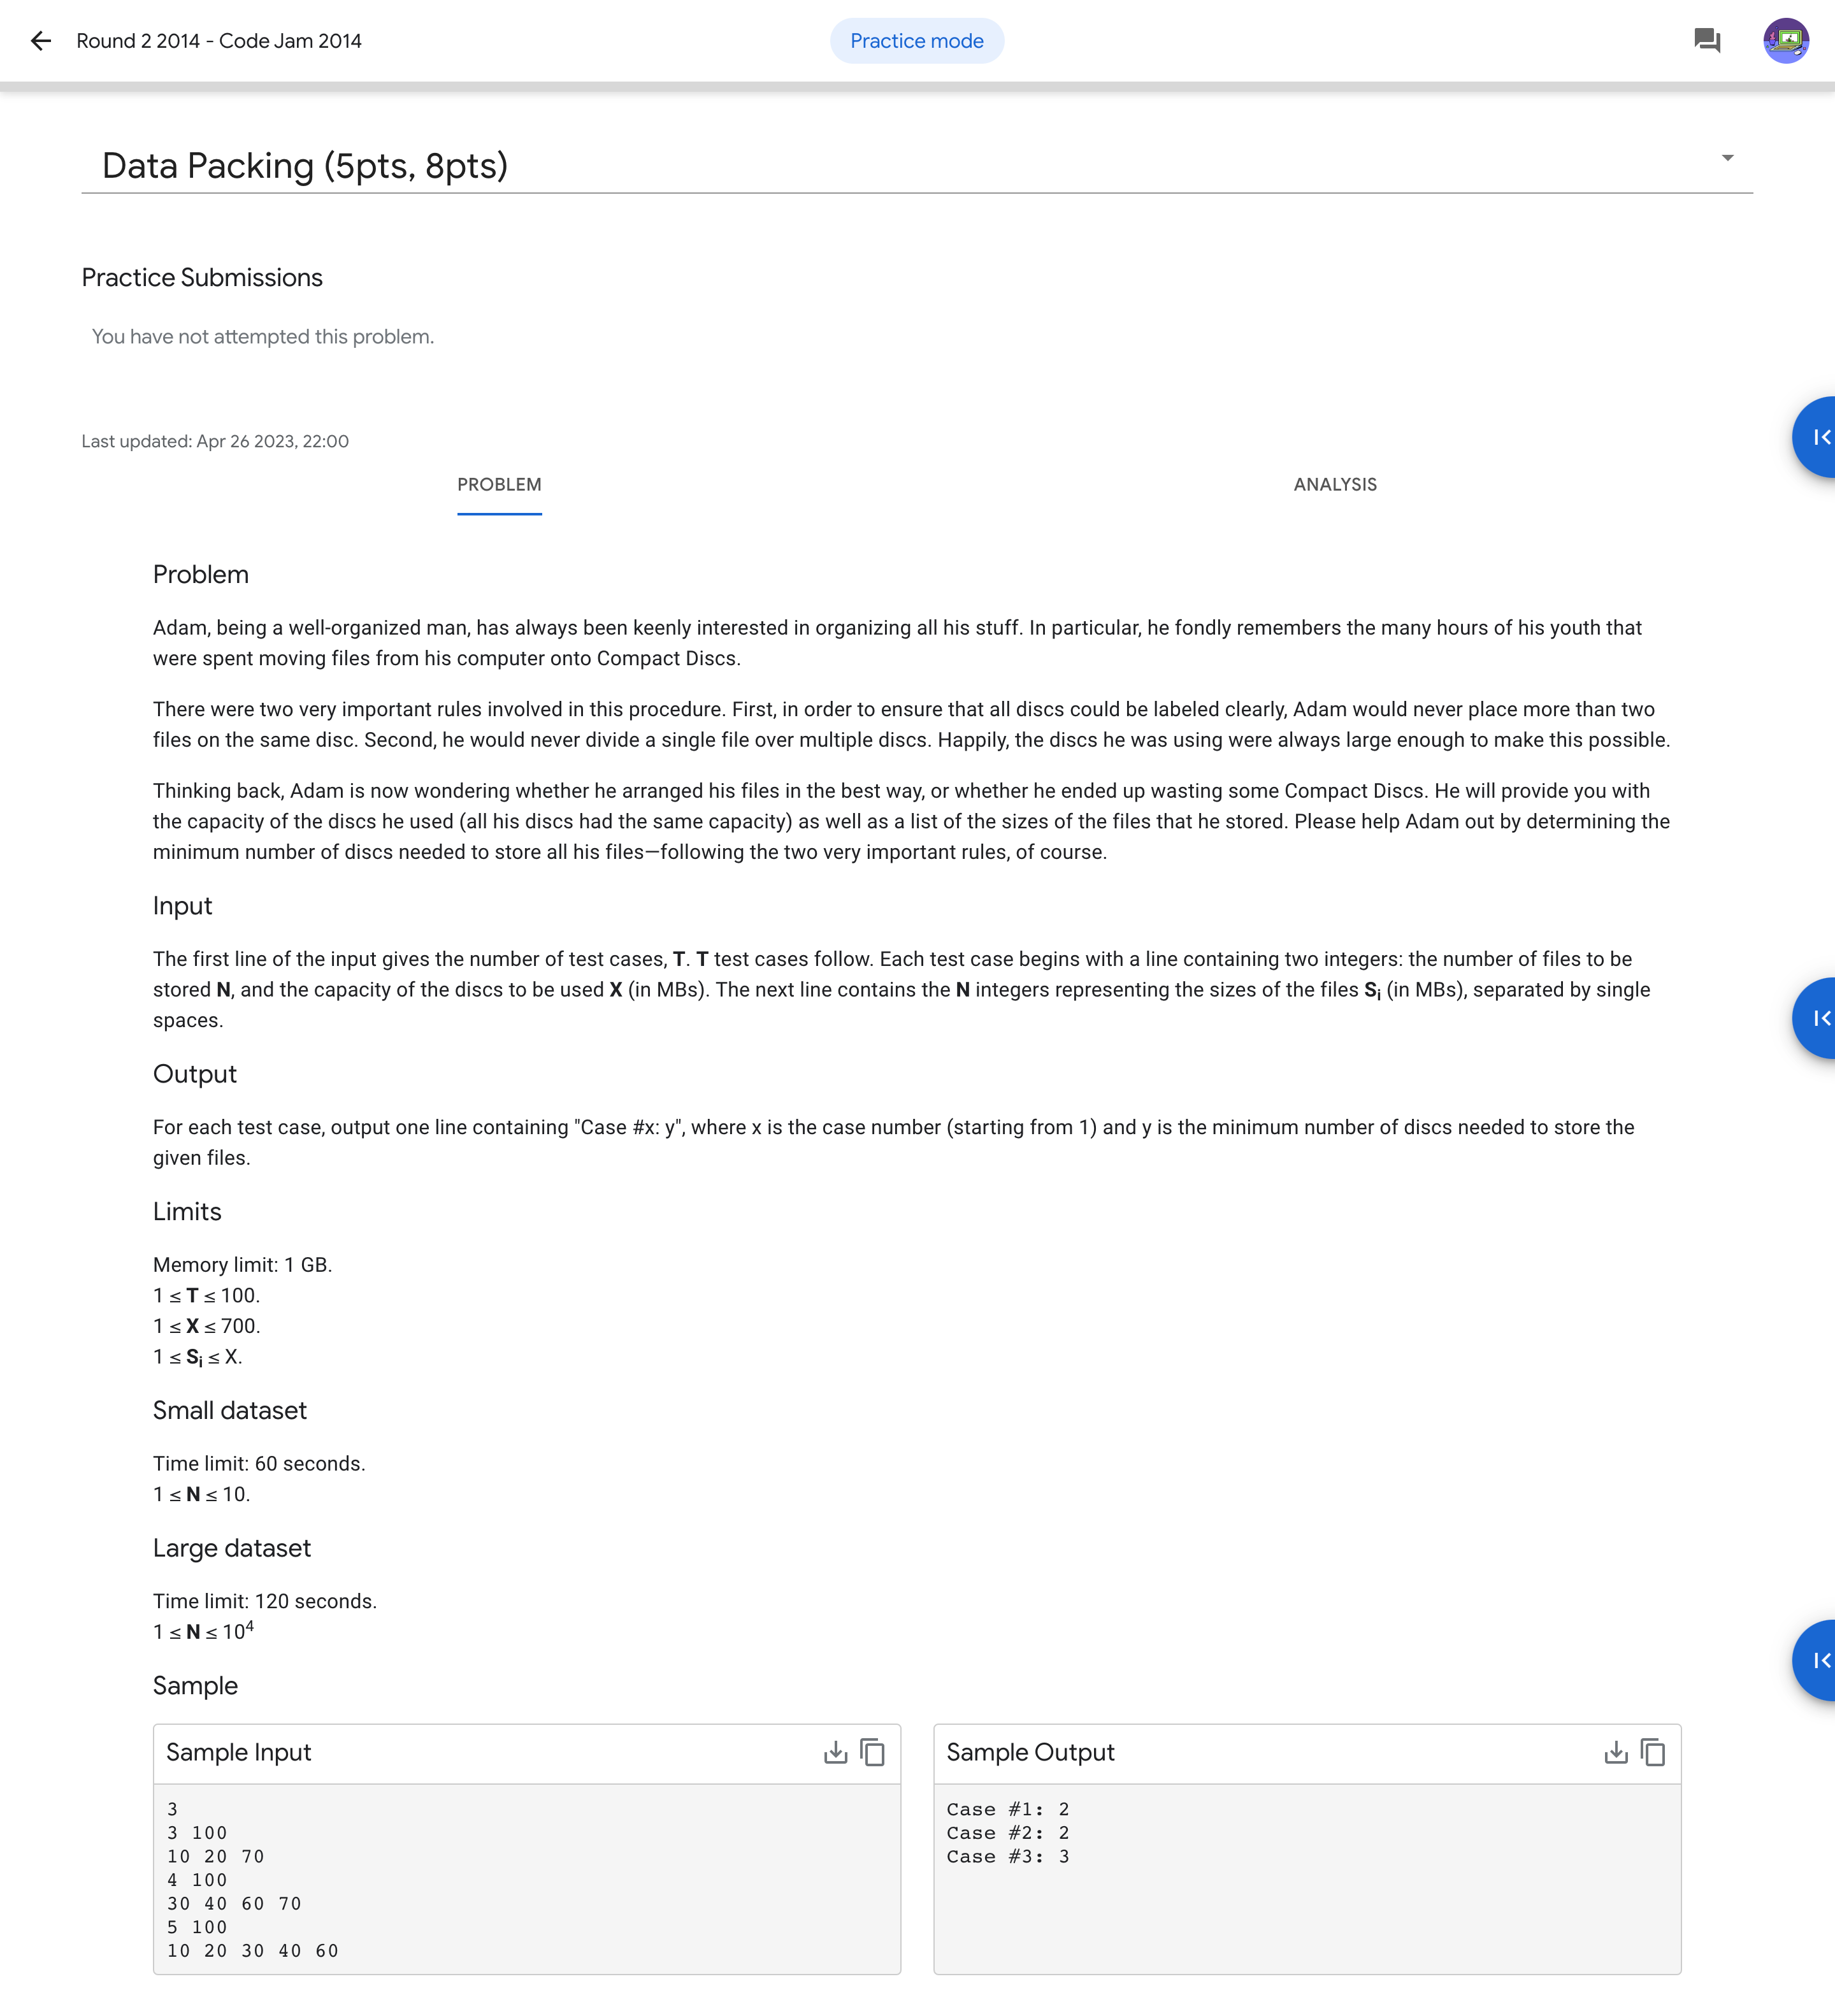 Round 2 2014 - Code Jam 2014
Practice mode
Data Packing (5pts, 8pts)
Practice Submissions
You have not attempted this problem.
Last updated: Apr 26 2023, 22:00
PROBLEM
ANALYSIS
Problem
Adam, being a well-organized man, has always been keenly interested in organizing all his stuff. In particular, he fondly remembers the many hours of his youth that
were spent moving files from his computer onto Compact Discs.
There were two very important rules involved in this procedure. First, in order to ensure that all discs could be labeled clearly, Adam would never place more than two
files on the same disc. Second, he would never divide a single file over multiple discs. Happily, the discs he was using were always large enough to make this possible.
Thinking back, Adam is now wondering whether he arranged his files in the best way, or whether he ended up wasting some Compact Discs. He will provide you with
the capacity of the discs he used (all his discs had the same capacity) as well as a list of the sizes of the files that he stored. Please help Adam out by determining the
minimum number of discs needed to store all his files—following the two very important rules, of course.
Input
The first line of the input gives the number of test cases, T. T test cases follow. Each test case begins with a line containing two integers: the number of files to be
stored N, and the capacity of the discs to be used X (in MBs). The next line contains the N integers representing the sizes of the files Si (in MBs), separated by single
spaces.
Output
For each test case, output one line containing "Case #x: y", where x is the case number (starting from 1) and y is the minimum number of discs needed to store the
given files.
Limits
Memory limit: 1 GB.
1 ≤ T ≤ 100.
1 ≤ X ≤ 700.
1 ≤ Si ≤ X.
Small dataset
Time limit: 60 seconds.
1 ≤ N ≤ 10.
Large dataset
Time limit: 120 seconds.
1 ≤ N ≤ 10⁴
Sample
Sample Input
3
3 100
10 20 70
4 100
30 40 60 70
5 100
10 20 30 40 60
Sample Output
Case #1: 2
Case #2: 2
Case #3: 3